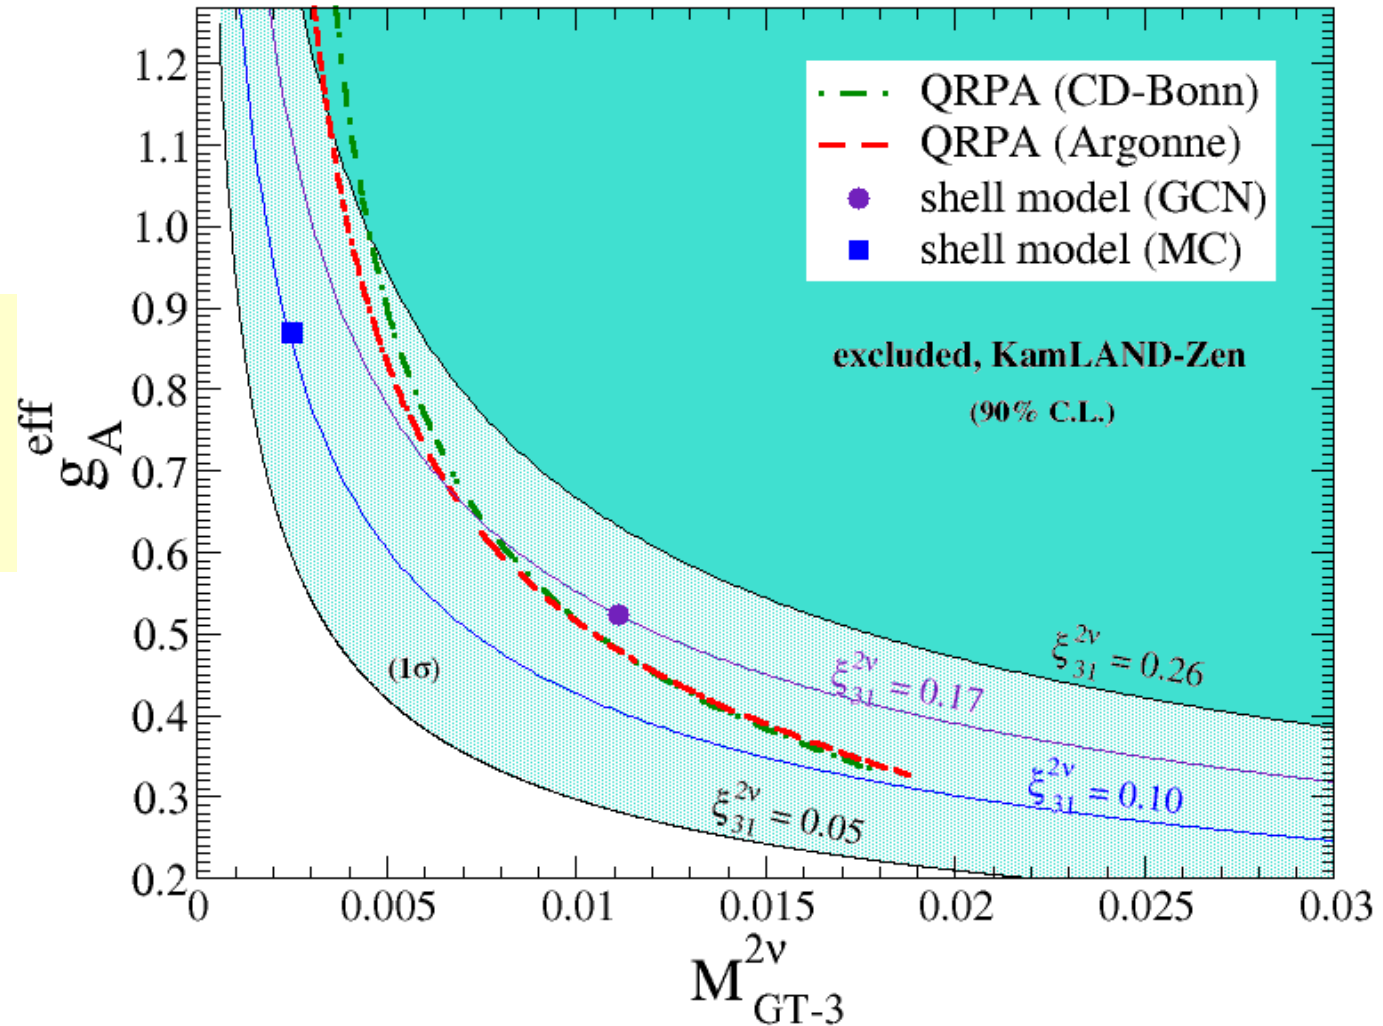 QRPA (CD-Bonn)
QRPA (Argonne)
shell model (GCN)
shell model (MC)
excluded, KamLAND-Zen
(90% C.L.)
1.2
1.1
1.0
0.9
0.8
0.7
0.6
0.5
0.4
0.3
0.2
g_A^eff
(1σ)
ξ_31^2ν = 0.26
ξ_31^2ν = 0.17
ξ_31^2ν = 0.10
ξ_31^2ν = 0.05
0 0.005 0.01 0.015 0.02 0.025 0.03
M_GT-3^2ν